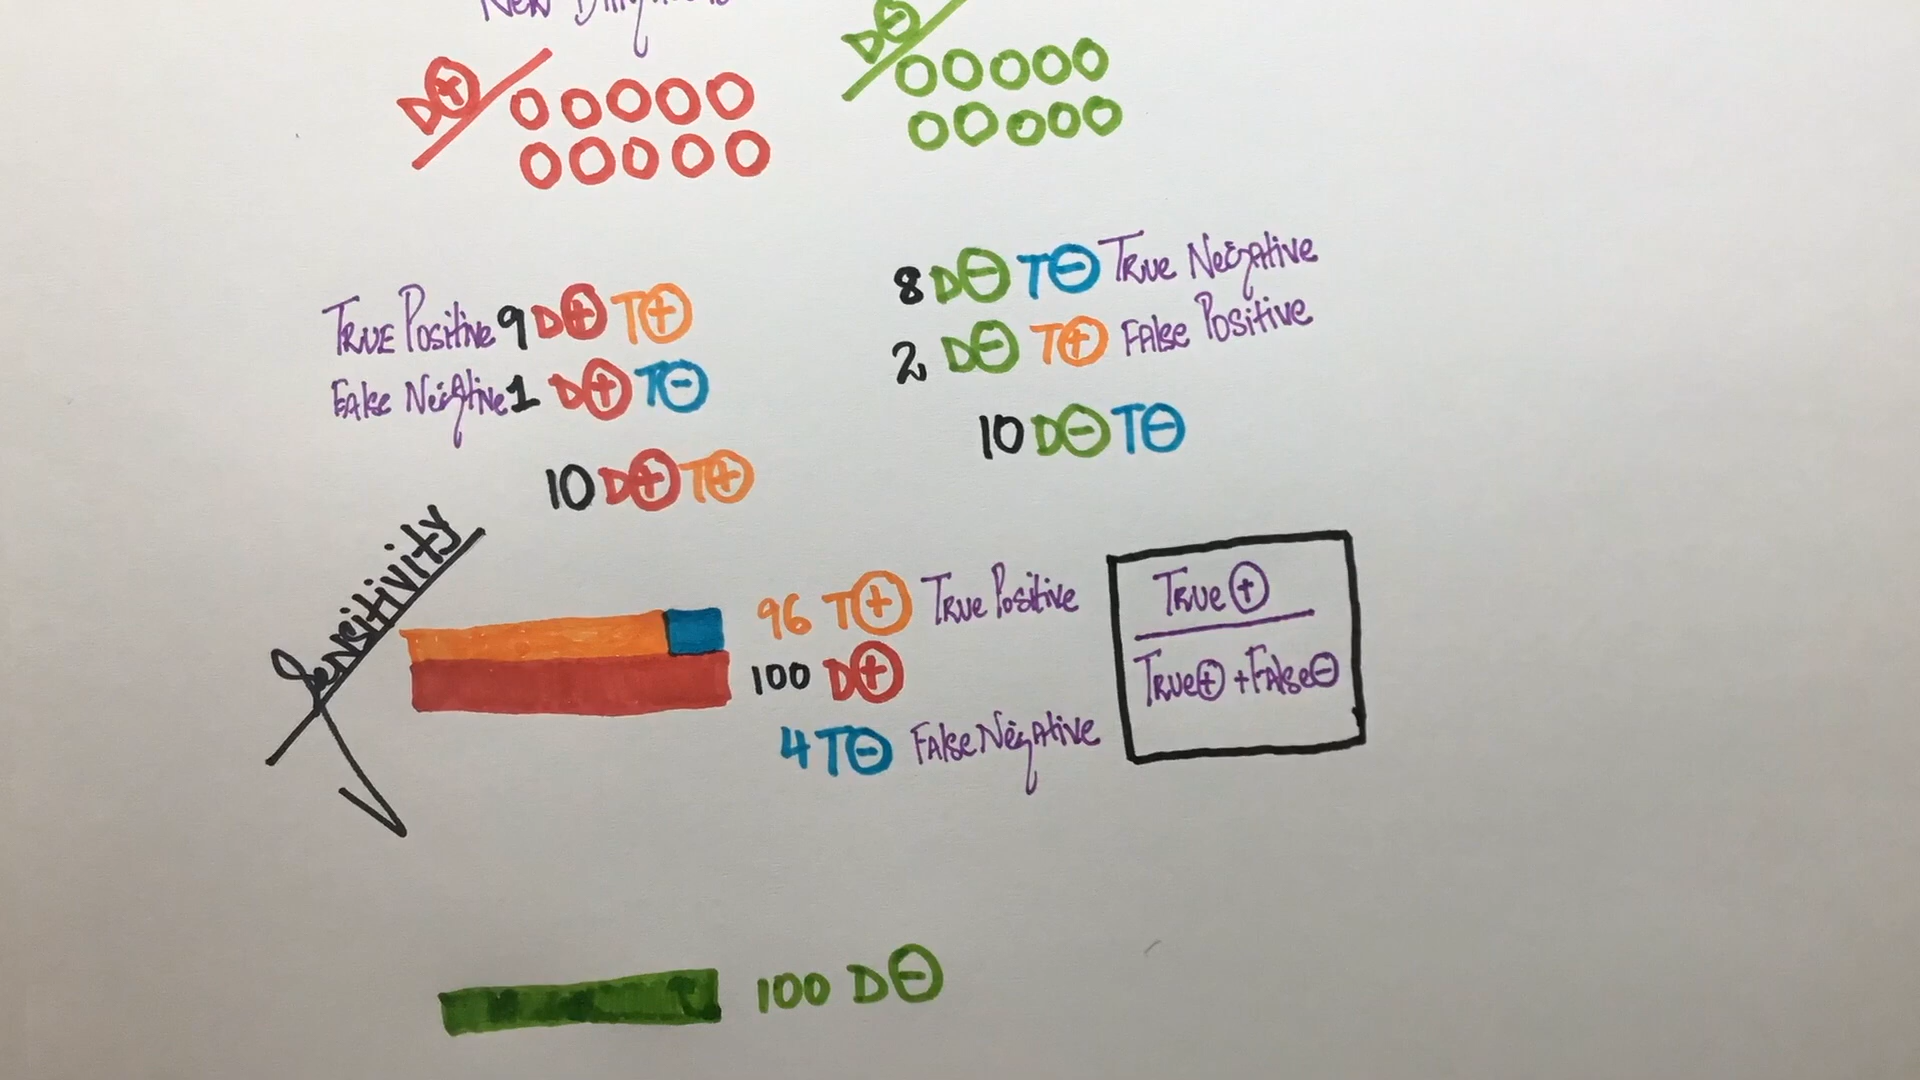 New
D⊕
D⊖
True Positive 9 D⊕ T⊕
False Negative 1 D⊕ T⊖
10 D⊕ T⊕
8 D⊖ T⊖ True Negative
2 D⊖ T⊕ False Positive
10 D⊖ T⊖
Sensitivity
96 T⊕ True Positive
100 D⊕
4 T⊖ False Negative
True ⊕
True⊕ + False⊖
100 D⊖